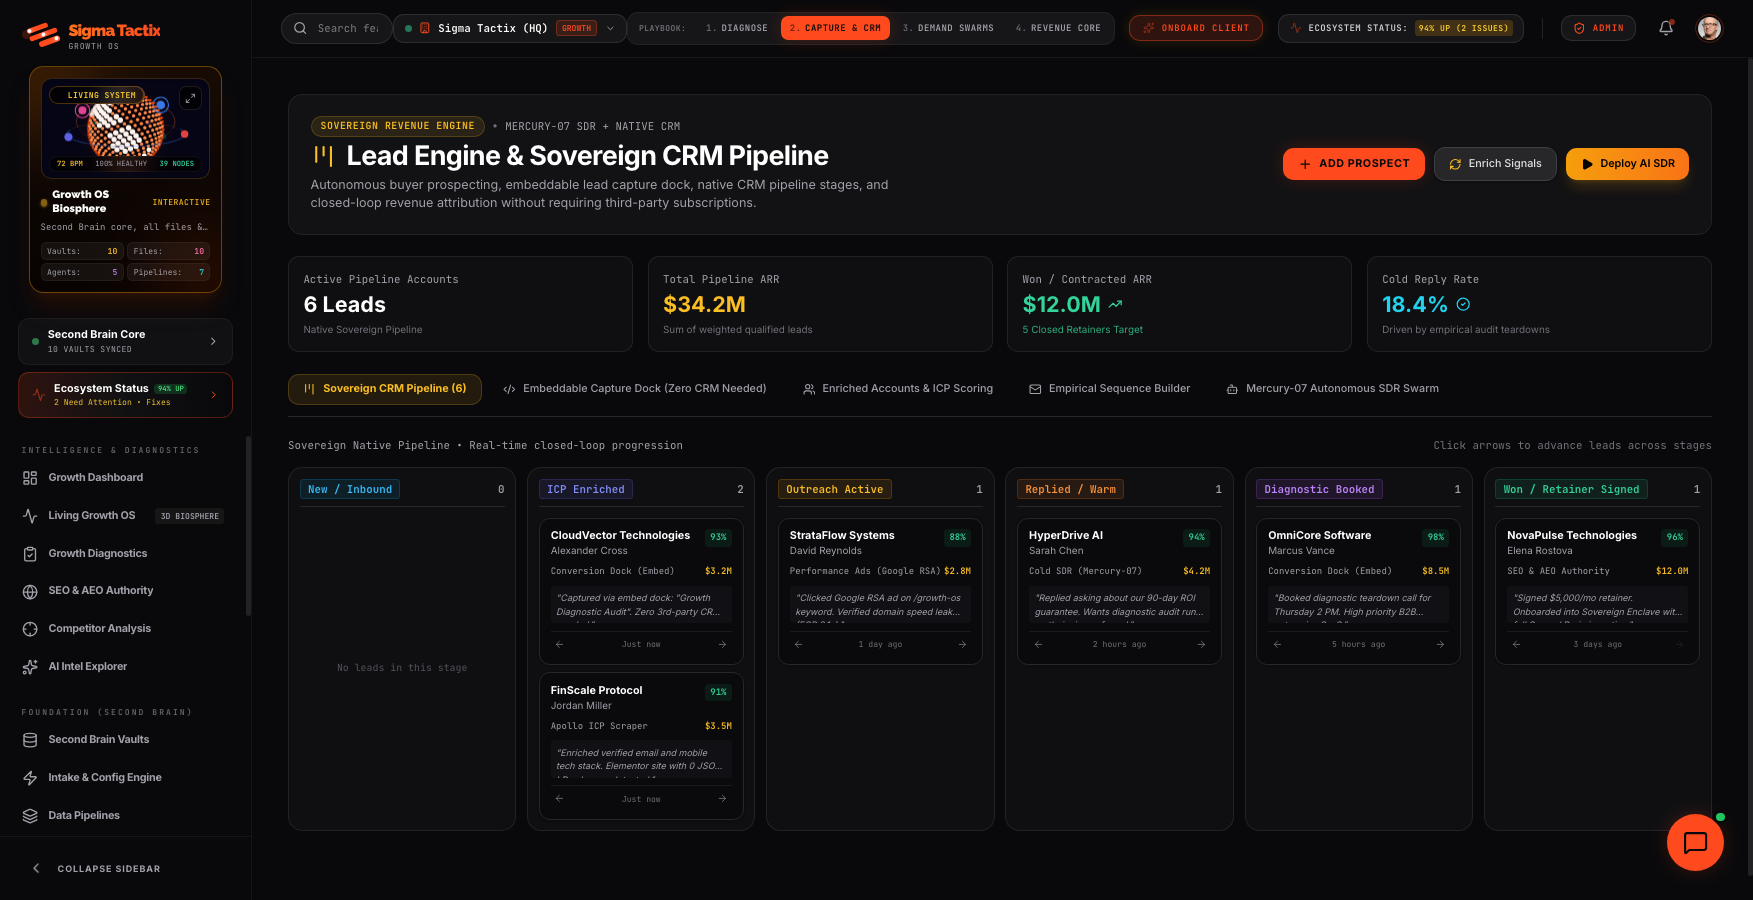 Sigma Tactix
GROWTH OS
LIVING SYSTEM
72 BPM 100% HEALTHY 39 NODES
Growth OS Biosphere
INTERACTIVE
Second Brain core, all files &…
Vaults: 10
Files: 10
Agents: 5
Pipelines: 7
Second Brain Core
10 VAULTS SYNCED
Ecosystem Status 94% UP
2 Need Attention • Fixes
INTELLIGENCE & DIAGNOSTICS
Growth Dashboard
Living Growth OS 3D BIOSPHERE
Growth Diagnostics
SEO & AEO Authority
Competitor Analysis
AI Intel Explorer
FOUNDATION (SECOND BRAIN)
Second Brain Vaults
Intake & Config Engine
Data Pipelines
COLLAPSE SIDEBAR
Search fe
Sigma Tactix (HQ) GROWTH
PLAYBOOK: 1. DIAGNOSE 2. CAPTURE & CRM 3. DEMAND SWARMS 4. REVENUE CORE
ONBOARD CLIENT
ECOSYSTEM STATUS: 94% UP (2 ISSUES)
ADMIN
SOVEREIGN REVENUE ENGINE • MERCURY-07 SDR + NATIVE CRM
Lead Engine & Sovereign CRM Pipeline
Autonomous buyer prospecting, embeddable lead capture dock, native CRM pipeline stages, and
closed-loop revenue attribution without requiring third-party subscriptions.
+ ADD PROSPECT
Enrich Signals
Deploy AI SDR
Active Pipeline Accounts
6 Leads
Native Sovereign Pipeline
Total Pipeline ARR
$34.2M
Sum of weighted qualified leads
Won / Contracted ARR
$12.0M
5 Closed Retainers Target
Cold Reply Rate
18.4%
Driven by empirical audit teardowns
Sovereign CRM Pipeline (6)
Embeddable Capture Dock (Zero CRM Needed)
Enriched Accounts & ICP Scoring
Empirical Sequence Builder
Mercury-07 Autonomous SDR Swarm
Sovereign Native Pipeline • Real-time closed-loop progression
Click arrows to advance leads across stages
New / Inbound 0
No leads in this stage
ICP Enriched 2
CloudVector Technologies 93%
Alexander Cross
Conversion Dock (Embed) $3.2M
"Captured via embed dock: "Growth
Diagnostic Audit". Zero 3rd-party CR…
← Just now →
FinScale Protocol 91%
Jordan Miller
Apollo ICP Scraper $3.5M
"Enriched verified email and mobile
tech stack. Elementor site with 0 JSO…
← Just now →
Outreach Active 1
StrataFlow Systems 88%
David Reynolds
Performance Ads (Google RSA) $2.8M
"Clicked Google RSA ad on /growth-os
keyword. Verified domain speed leak…
← 1 day ago →
Replied / Warm 1
HyperDrive AI 94%
Sarah Chen
Cold SDR (Mercury-07) $4.2M
"Replied asking about our 90-day ROI
guarantee. Wants diagnostic audit run…
← 2 hours ago →
Diagnostic Booked 1
OmniCore Software 98%
Marcus Vance
Conversion Dock (Embed) $8.5M
"Booked diagnostic teardown call for
Thursday 2 PM. High priority B2B…
← 5 hours ago →
Won / Retainer Signed 1
NovaPulse Technologies 96%
Elena Rostova
SEO & AEO Authority $12.0M
"Signed $5,000/mo retainer.
Onboarded into Sovereign Enclave wit…
← 3 days ago →